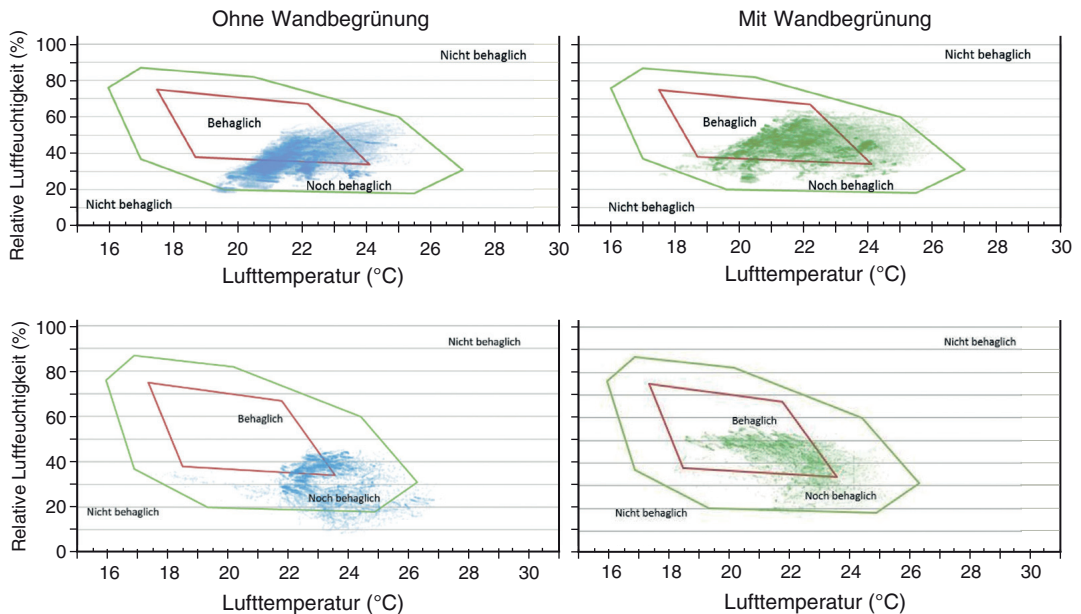 Ohne Wandbegrünung
Mit Wandbegrünung
Relative Luftfeuchtigkeit (%)
100
80
60
40
20
0
Nicht behaglich
Behaglich
Noch behaglich
Nicht behaglich
16 18 20 22 24 26 28 30
Lufttemperatur (°C)
Nicht behaglich
Behaglich
Noch behaglich
Nicht behaglich
16 18 20 22 24 26 28 30
Lufttemperatur (°C)
Relative Luftfeuchtigkeit (%)
100
80
60
40
20
0
Nicht behaglich
Behaglich
Noch behaglich
Nicht behaglich
16 18 20 22 24 26 28 30
Lufttemperatur (°C)
Nicht behaglich
Behaglich
Noch behaglich
Nicht behaglich
16 18 20 22 24 26 28 30
Lufttemperatur (°C)